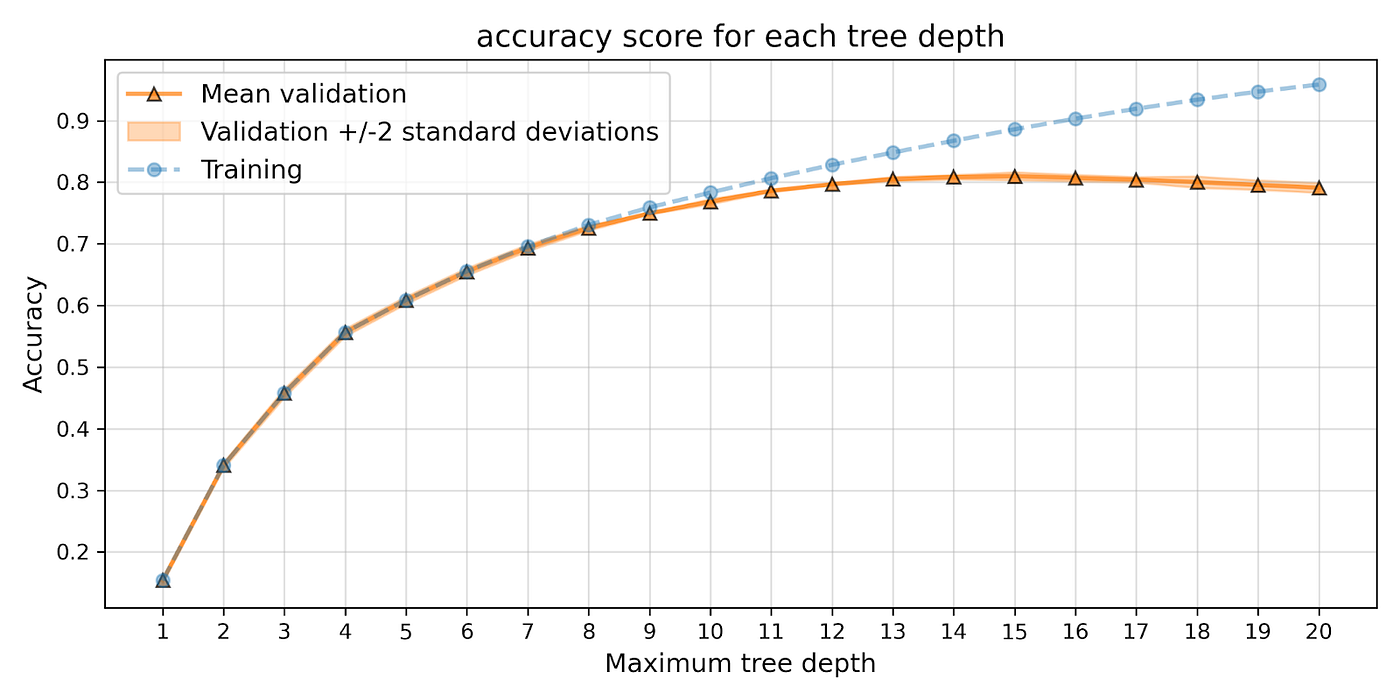 accuracy score for each tree depth
Mean validation
Validation +/-2 standard deviations
Training
Accuracy
0.9
0.8
0.7
0.6
0.5
0.4
0.3
0.2
1 2 3 4 5 6 7 8 9 10 11 12 13 14 15 16 17 18 19 20
Maximum tree depth